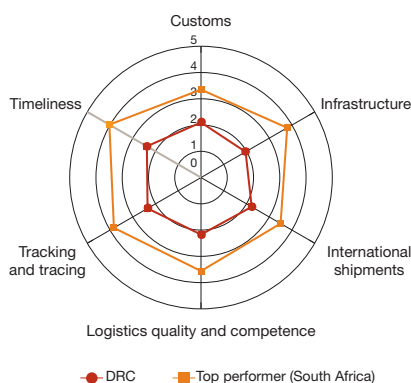 Customs
5
4
3
2
1
0
Timeliness
Infrastructure
Tracking
and tracing
International
shipments
Logistics quality and competence
DRC
Top performer (South Africa)